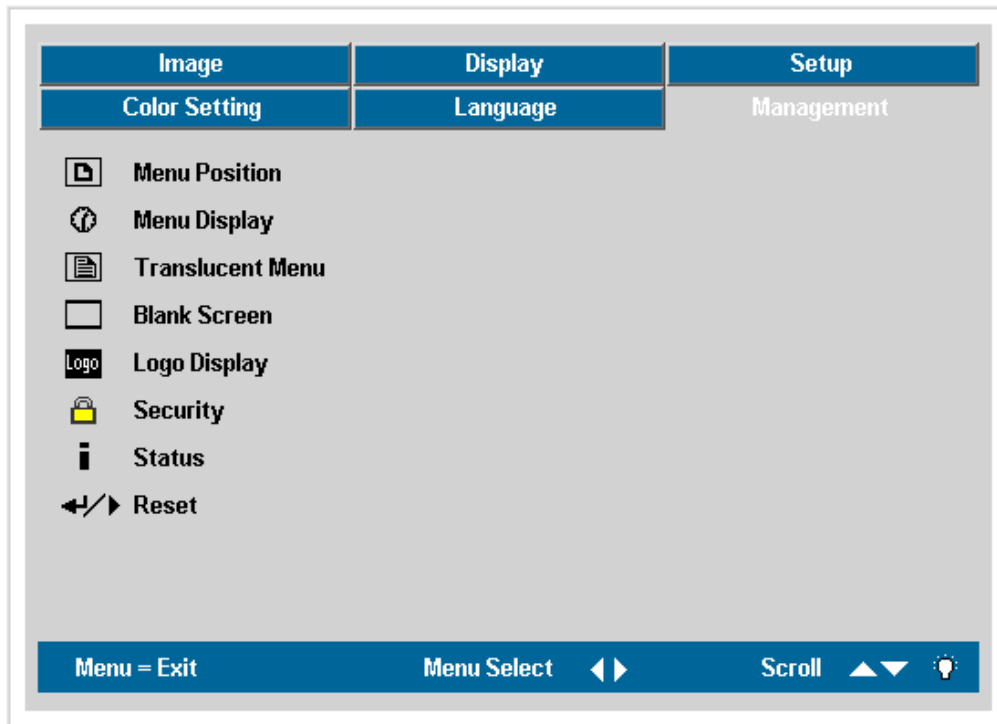 Image Display Setup
Color Setting Language Management
Menu Position
Menu Display
Translucent Menu
Blank Screen
Logo Logo Display
Security
i Status
Reset
Menu = Exit Menu Select Scroll